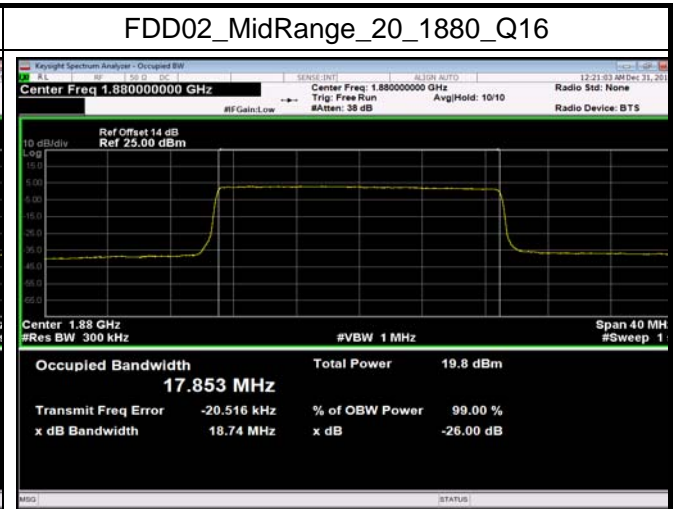 FDD02_MidRange_20_1880_Q16
Keysight Spectrum Analyzer - Occupied BW
RL RF 50 Ω DC SENSE:INT ALIGN AUTO 12:21:03 AM Dec 31, 201
Center Freq 1.880000000 GHz Center Freq: 1.880000000 GHz Radio Std: None
Trig: Free Run Avg|Hold: 10/10
#IFGain:Low #Atten: 38 dB Radio Device: BTS
Ref Offset 14 dB
10 dB/div Ref 25.00 dBm
Log
15.0
5.00
-5.00
-15.0
-25.0
-35.0
-45.0
-55.0
-65.0
Center 1.88 GHz Span 40 MH
#Res BW 300 kHz #VBW 1 MHz #Sweep 1
Occupied Bandwidth Total Power 19.8 dBm
17.853 MHz
Transmit Freq Error -20.516 kHz % of OBW Power 99.00 %
x dB Bandwidth 18.74 MHz x dB -26.00 dB
MSG STATUS